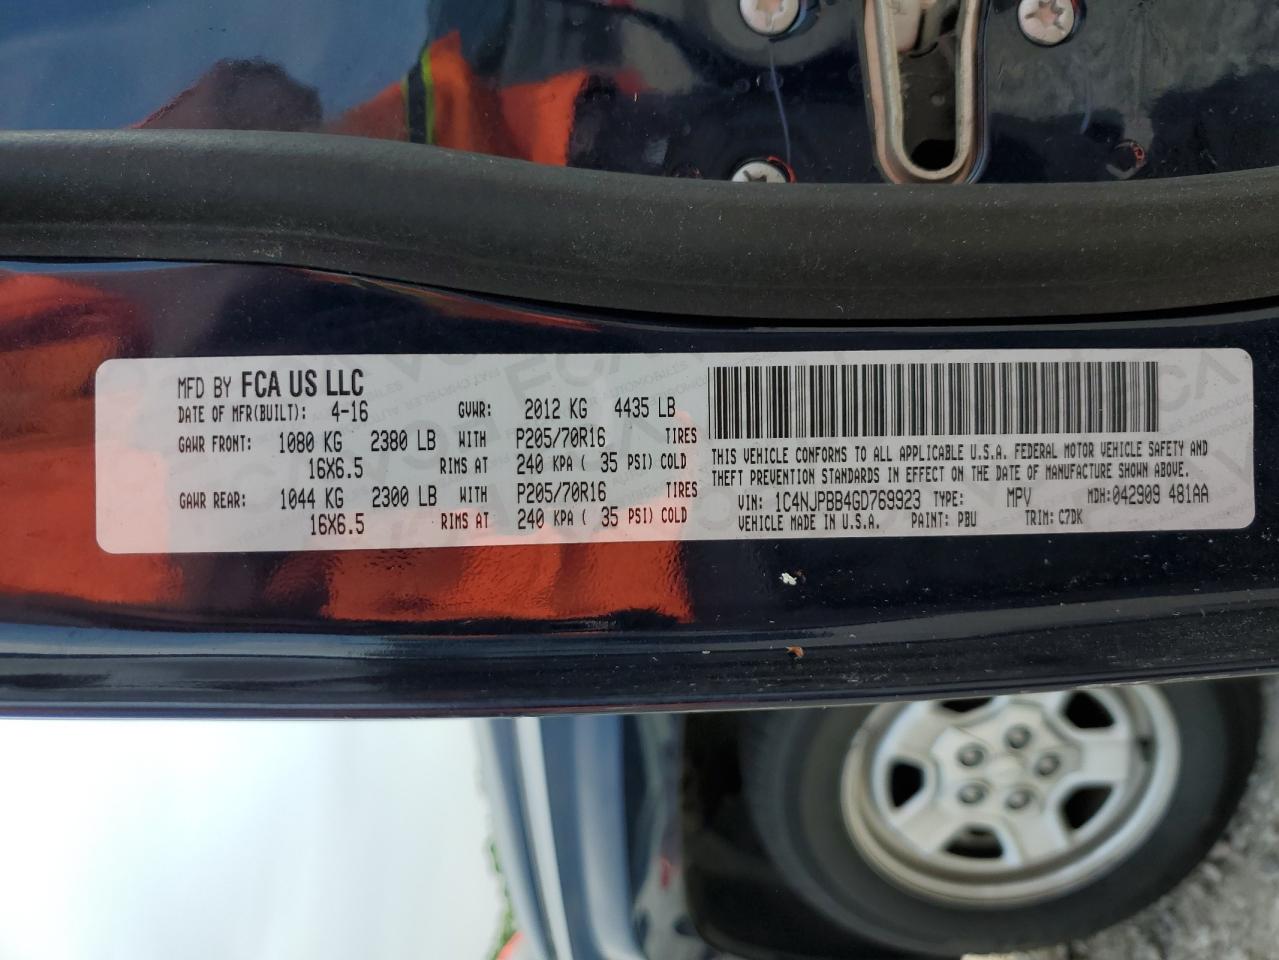 MFD BY FCA US LLC
DATE OF MFR(BUILT): 4-16 GVWR: 2012 KG 4435 LB
GAWR FRONT: 1080 KG 2380 LB WITH P205/70R16 TIRES
16X6.5 RIMS AT 240 KPA ( 35 PSI) COLD
GAWR REAR: 1044 KG 2300 LB WITH P205/70R16 TIRES
16X6.5 RIMS AT 240 KPA ( 35 PSI) COLD
THIS VEHICLE CONFORMS TO ALL APPLICABLE U.S.A. FEDERAL MOTOR VEHICLE SAFETY AND
THEFT PREVENTION STANDARDS IN EFFECT ON THE DATE OF MANUFACTURE SHOWN ABOVE.
VIN: 1C4NJPBB4GD769923 TYPE: MPV MDH:042909 481AA
VEHICLE MADE IN U.S.A. PAINT: PBU TRIM: C7DK